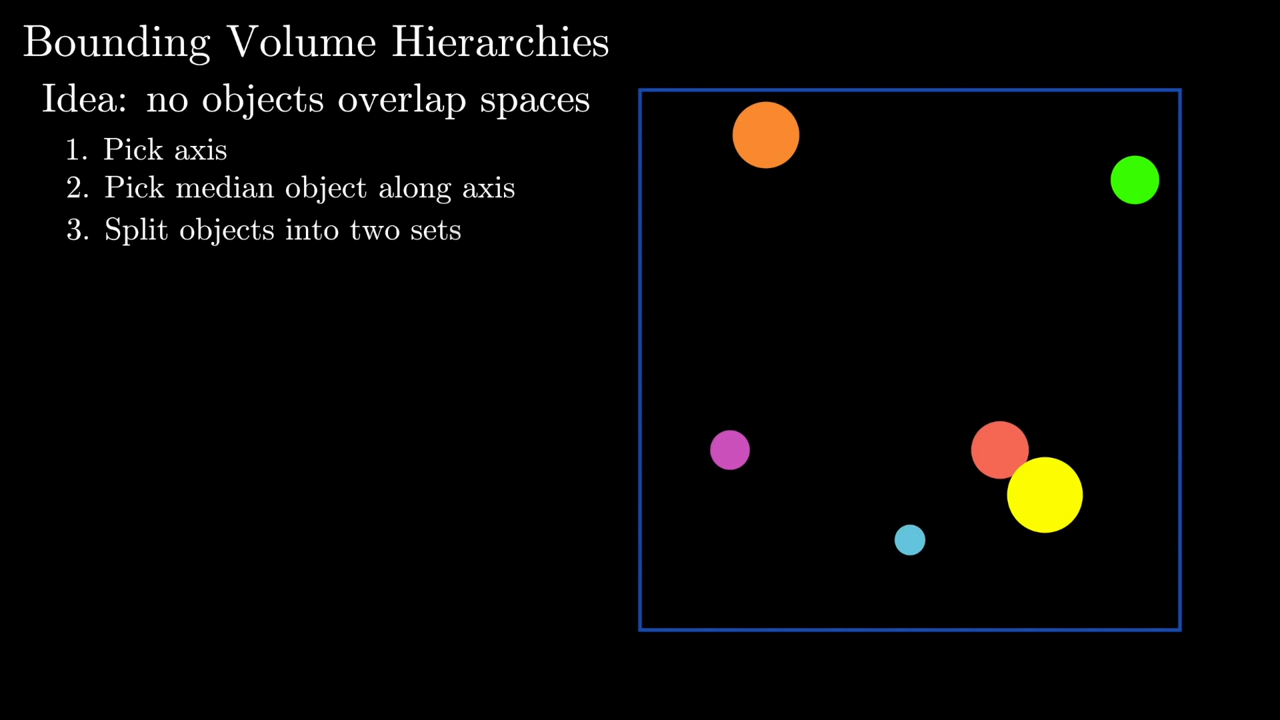 Bounding Volume Hierarchies
Idea: no objects overlap spaces
1. Pick axis
2. Pick median object along axis
3. Split objects into two sets